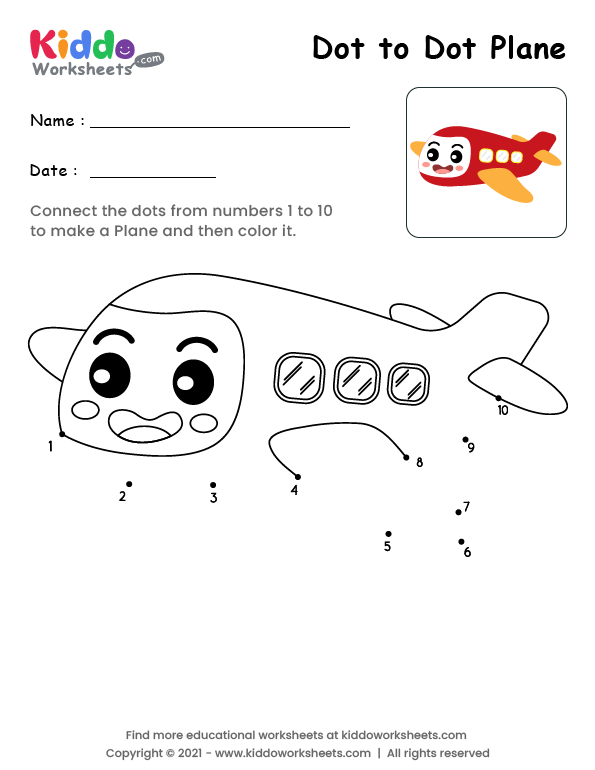 Kiddo
Worksheets .com
Dot to Dot Plane
Name :
Date :
Connect the dots from numbers 1 to 10
to make a Plane and then color it.
10
1
9
8
2
3
4
7
5
6
Find more educational worksheets at kiddoworksheets.com
Copyright © 2021 - www.kiddoworksheets.com | All rights reserved